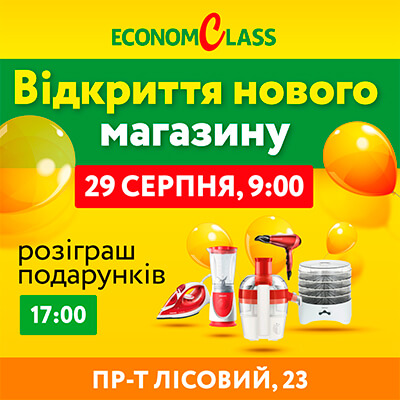 ECONOMCLASS
Відкриття нового
магазину
29 СЕРПНЯ, 9:00
розіграш
подарунків
17:00
ПР-Т ЛІСОВИЙ, 23